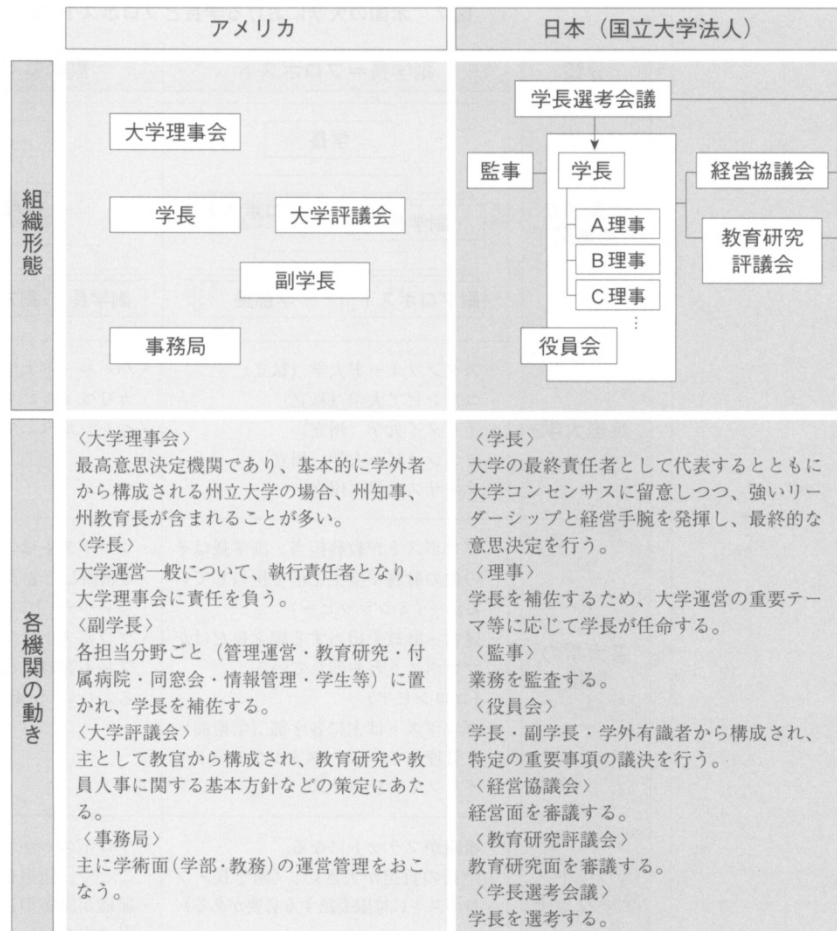 アメリカ
日本（国立大学法人）
組織形態
大学理事会
学長
大学評議会
副学長
事務局
学長選考会議
監事
学長
経営協議会
A理事
B理事
C理事
⋮
教育研究
評議会
役員会
各機関の動き
〈大学理事会〉
最高意思決定機関であり、基本的に学外者
から構成される州立大学の場合、州知事、
州教育長が含まれることが多い。
〈学長〉
大学運営一般について、執行責任者となり、
大学理事会に責任を負う。
〈副学長〉
各担当分野ごと（管理運営・教育研究・付
属病院・同窓会・情報管理・学生等）に置
かれ、学長を補佐する。
〈大学評議会〉
主として教官から構成され、教育研究や教
員人事に関する基本方針などの策定にあた
る。
〈事務局〉
主に学術面（学部・教務）の運営管理をおこ
なう。
〈学長〉
大学の最終責任者として代表するとともに
大学コンセンサスに留意しつつ、強いリー
ダーシップと経営手腕を発揮し、最終的な
意思決定を行う。
〈理事〉
学長を補佐するため、大学運営の重要テー
マ等に応じて学長が任命する。
〈監事〉
業務を監査する。
〈役員会〉
学長・副学長・学外有識者から構成され、
特定の重要事項の議決を行う。
〈経営協議会〉
経営面を審議する。
〈教育研究評議会〉
教育研究面を審議する。
〈学長選考会議〉
学長を選考する。